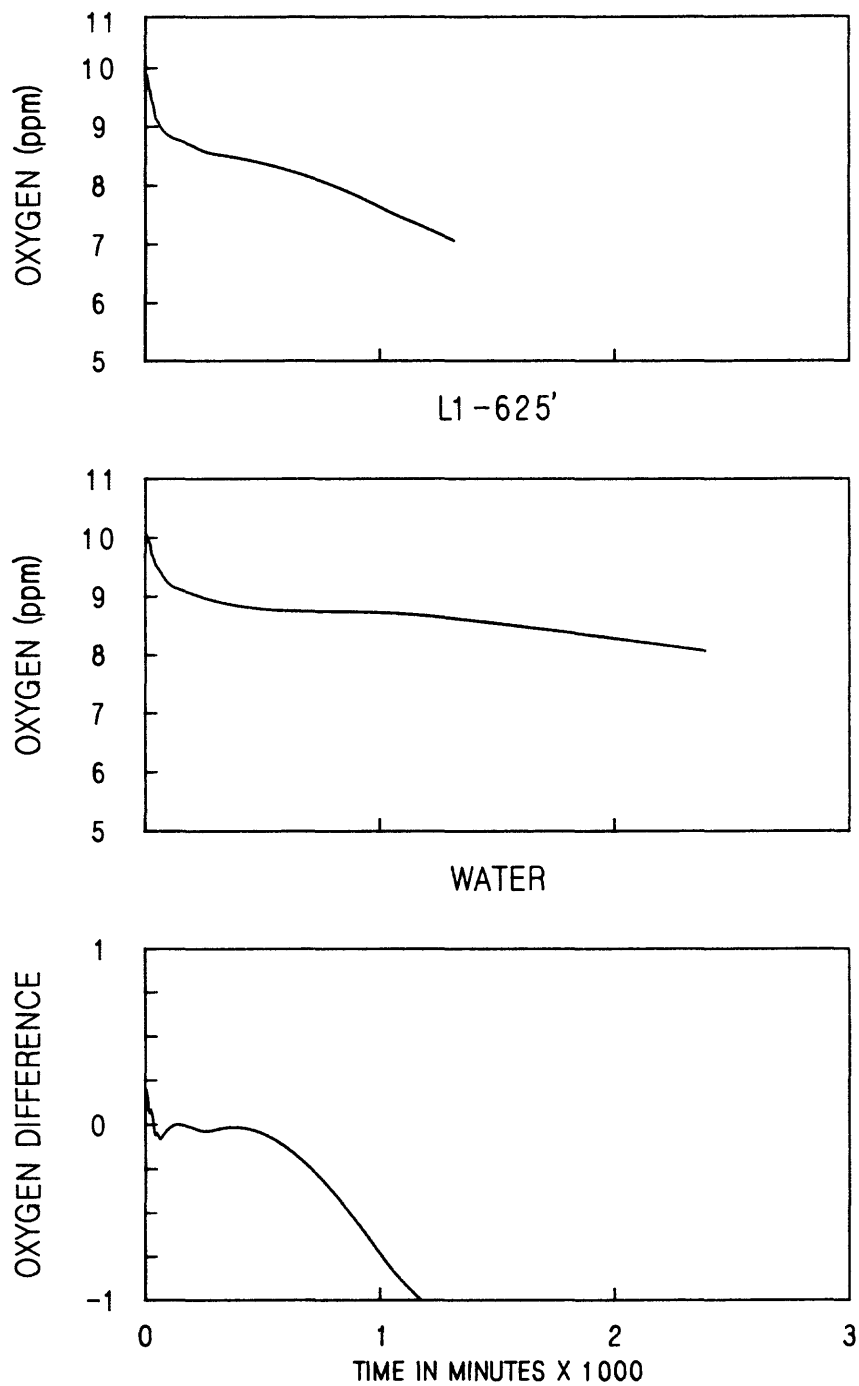 OXYGEN (ppm)
11
10
9
8
7
6
5
L1-625'
OXYGEN (ppm)
11
10
9
8
7
6
5
WATER
OXYGEN DIFFERENCE
1
0
-1
0 1 2 3
TIME IN MINUTES X 1000